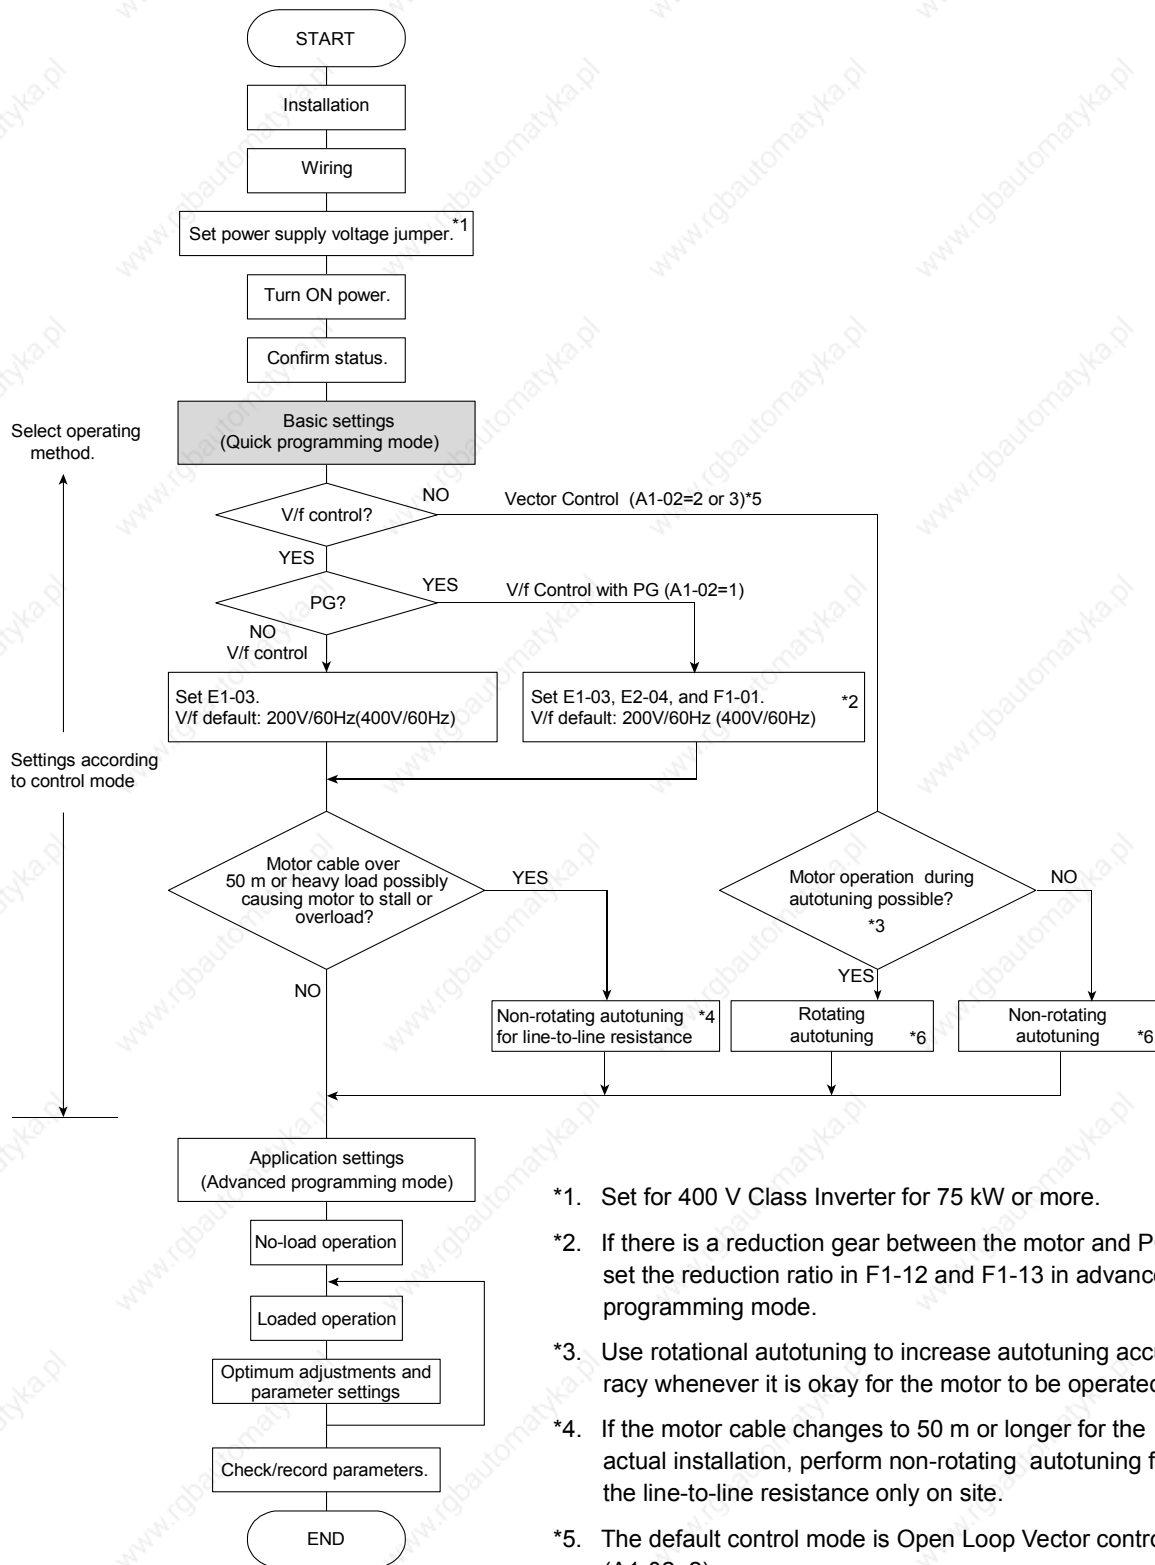 START
Installation
Wiring
Set power supply voltage jumper.*1
Turn ON power.
Confirm status.
Basic settings
(Quick programming mode)
Select operating
method.
V/f control?
NO
Vector Control (A1-02=2 or 3)*5
YES
PG?
YES
V/f Control with PG (A1-02=1)
NO
V/f control
Set E1-03.
V/f default: 200V/60Hz(400V/60Hz)
Set E1-03, E2-04, and F1-01. *2
V/f default: 200V/60Hz (400V/60Hz)
Settings according
to control mode
Motor cable over
50 m or heavy load possibly
causing motor to stall or
overload?
YES
NO
Motor operation during
autotuning possible?
*3
NO
YES
Non-rotating autotuning *4
for line-to-line resistance
Rotating
autotuning *6
Non-rotating
autotuning *6
Application settings
(Advanced programming mode)
No-load operation
Loaded operation
Optimum adjustments and
parameter settings
Check/record parameters.
END
*1. Set for 400 V Class Inverter for 75 kW or more.
*2. If there is a reduction gear between the motor and
set the reduction ratio in F1-12 and F1-13 in
programming mode.
*3. Use rotational autotuning to increase autotuning accu
racy whenever it is okay for the motor to be operated
*4. If the motor cable changes to 50 m or longer for the
actual installation, perform non-rotating autotuning
the line-to-line resistance only on site.
*5. The default control mode is Open Loop Vector
www.rgbautomatyka.pl